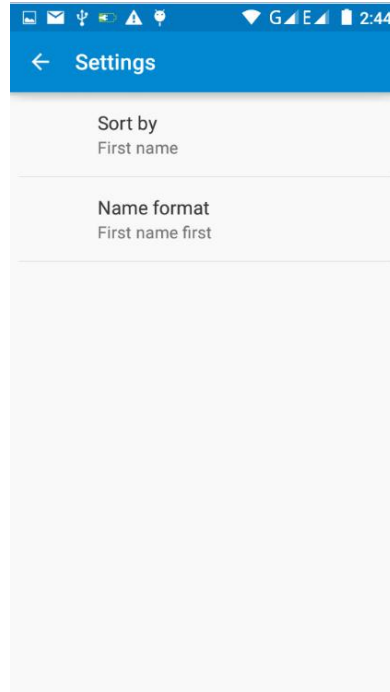 G E 2:44
Settings
Sort by
First name
Name format
First name first